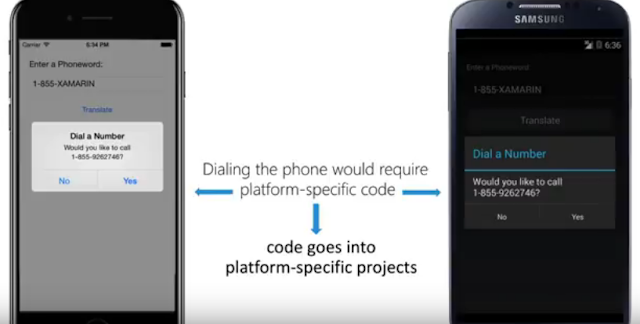 Carrier 5:34 PM
Enter a Phoneword:
1-855-XAMARIN
Translate
Dial a Number
Would you like to call
1-855-9262746?
No Yes
Dialing the phone would require
platform-specific code
code goes into
platform-specific projects
SAMSUNG
6:36
Enter a Phoneword:
1-855-XAMARIN
Translate
Dial a Number
Would you like to call
1-855-9262746?
No Yes